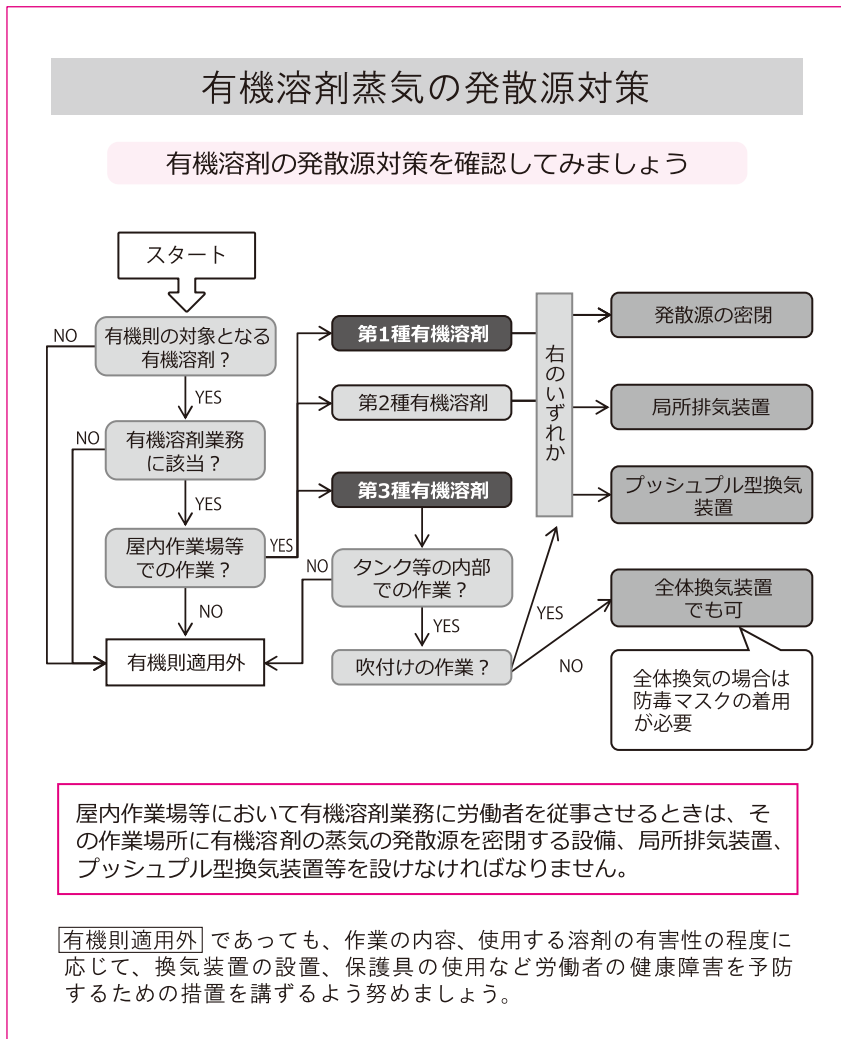 有機溶剤蒸気の発散源対策
有機溶剤の発散源対策を確認してみましょう
スタート
NO
有機則の対象となる
有機溶剤？
YES
NO
有機溶剤業務
に該当？
YES
屋内作業場等
での作業？
YES
NO
有機則適用外
第1種有機溶剤
第2種有機溶剤
第3種有機溶剤
NO
タンク等の内部
での作業？
YES
吹付けの作業？
YES
NO
右のいずれか
発散源の密閉
局所排気装置
プッシュプル型換気
装置
全体換気装置
でも可
全体換気の場合は
防毒マスクの着用
が必要
屋内作業場等において有機溶剤業務に労働者を従事させるときは、そ
の作業場所に有機溶剤の蒸気の発散源を密閉する設備、局所排気装置、
プッシュプル型換気装置等を設けなければなりません。
有機則適用外 であっても、作業の内容、使用する溶剤の有害性の程度に
応じて、換気装置の設置、保護具の使用など労働者の健康障害を予防
するための措置を講ずるよう努めましょう。